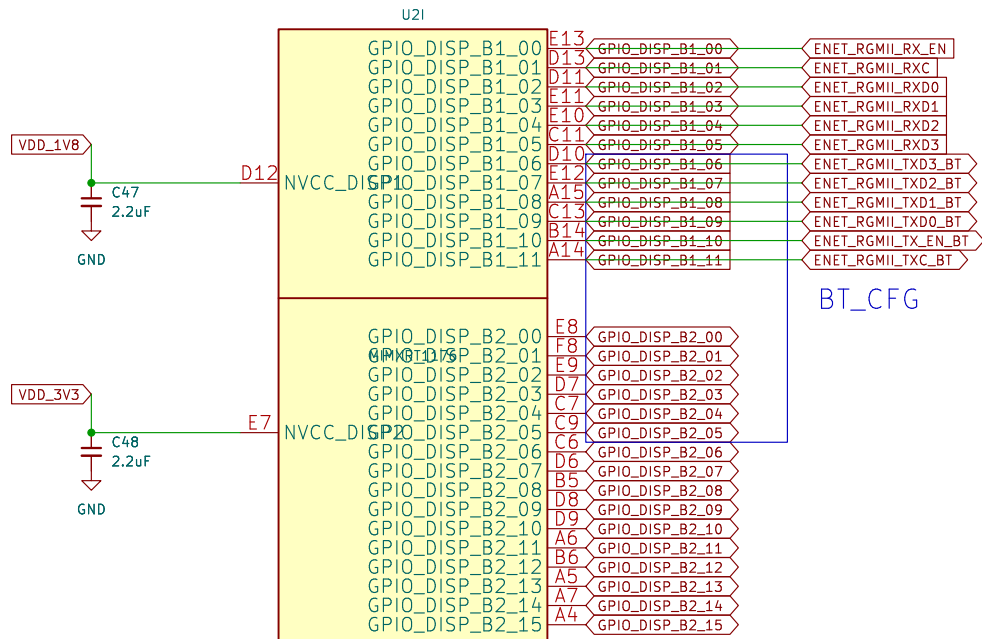 U2I
GPIO_DISP_B1_00 E13 GPIO_DISP_B1_00 ENET_RGMII_RX_EN
GPIO_DISP_B1_01 D13 GPIO_DISP_B1_01 ENET_RGMII_RXC
GPIO_DISP_B1_02 D11 GPIO_DISP_B1_02 ENET_RGMII_RXD0
GPIO_DISP_B1_03 E11 GPIO_DISP_B1_03 ENET_RGMII_RXD1
GPIO_DISP_B1_04 E10 GPIO_DISP_B1_04 ENET_RGMII_RXD2
VDD_1V8 GPIO_DISP_B1_05 C11 GPIO_DISP_B1_05 ENET_RGMII_RXD3
GPIO_DISP_B1_06 D10 GPIO_DISP_B1_06 ENET_RGMII_TXD3_BT
D12 NVCC_DISP1 GPIO_DISP_B1_07 E12 GPIO_DISP_B1_07 ENET_RGMII_TXD2_BT
C47 GPIO_DISP_B1_08 A15 GPIO_DISP_B1_08 ENET_RGMII_TXD1_BT
2.2uF GPIO_DISP_B1_09 C13 GPIO_DISP_B1_09 ENET_RGMII_TXD0_BT
GPIO_DISP_B1_10 B14 GPIO_DISP_B1_10 ENET_RGMII_TX_EN_BT
GND GPIO_DISP_B1_11 A14 GPIO_DISP_B1_11 ENET_RGMII_TXC_BT
BT_CFG
GPIO_DISP_B2_00 E8 GPIO_DISP_B2_00
MIMXRT1176 GPIO_DISP_B2_01 F8 GPIO_DISP_B2_01
GPIO_DISP_B2_02 E9 GPIO_DISP_B2_02
VDD_3V3 GPIO_DISP_B2_03 D7 GPIO_DISP_B2_03
GPIO_DISP_B2_04 C7 GPIO_DISP_B2_04
E7 NVCC_DISP2 GPIO_DISP_B2_05 C9 GPIO_DISP_B2_05
C48 GPIO_DISP_B2_06 C6 GPIO_DISP_B2_06
2.2uF GPIO_DISP_B2_07 D6 GPIO_DISP_B2_07
GPIO_DISP_B2_08 B5 GPIO_DISP_B2_08
GND GPIO_DISP_B2_09 D8 GPIO_DISP_B2_09
GPIO_DISP_B2_10 D9 GPIO_DISP_B2_10
GPIO_DISP_B2_11 A6 GPIO_DISP_B2_11
GPIO_DISP_B2_12 B6 GPIO_DISP_B2_12
GPIO_DISP_B2_13 A5 GPIO_DISP_B2_13
GPIO_DISP_B2_14 A7 GPIO_DISP_B2_14
GPIO_DISP_B2_15 A4 GPIO_DISP_B2_15